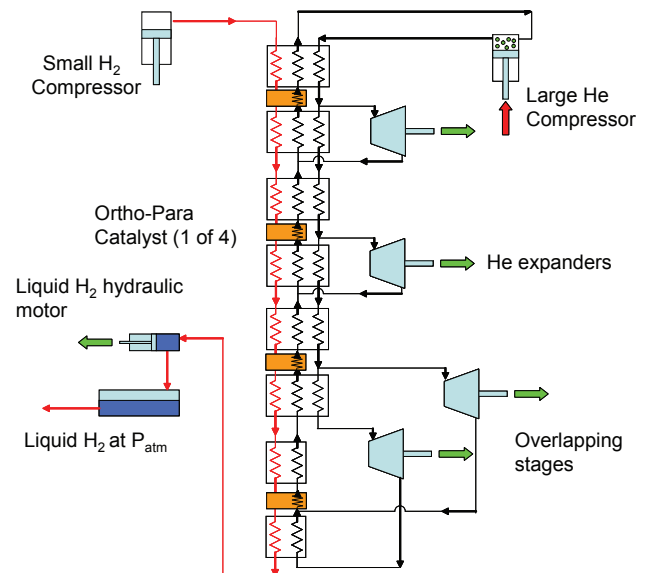 Small H2
Compressor
Large He
Compressor
Ortho-Para
Catalyst (1 of 4)
He expanders
Liquid H2 hydraulic
motor
Liquid H2 at Patm
Overlapping
stages